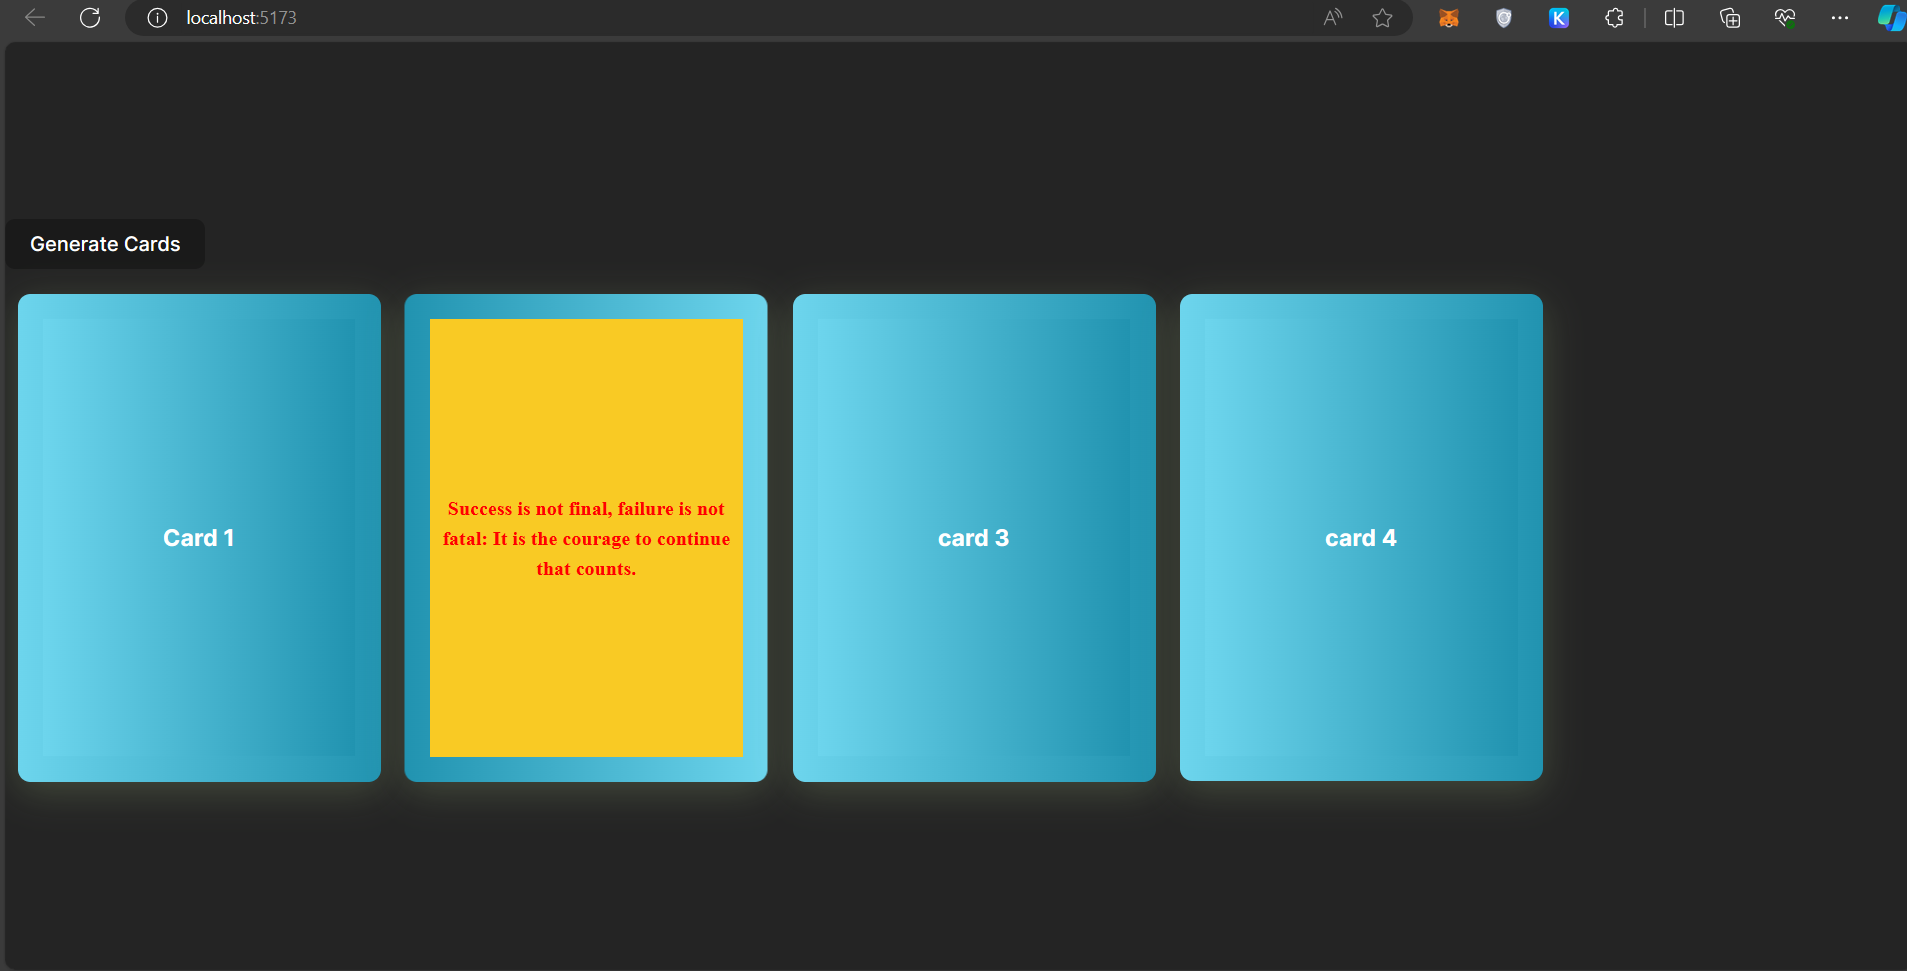 localhost:5173
Generate Cards
Card 1
Success is not final, failure is not
fatal: It is the courage to continue
that counts.
card 3
card 4